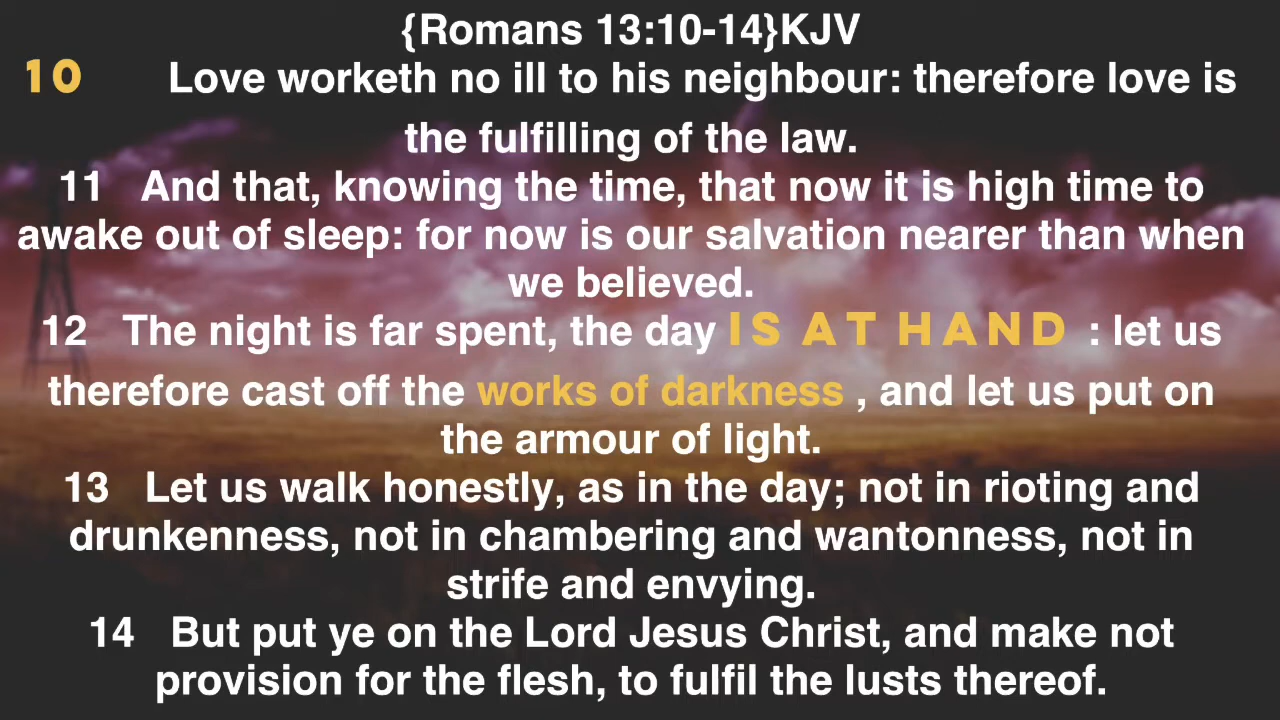 {Romans 13:10-14}KJV
10 Love worketh no ill to his neighbour: therefore love is
the fulfilling of the law.
11 And that, knowing the time, that now it is high time to
awake out of sleep: for now is our salvation nearer than when
we believed.
12 The night is far spent, the day IS AT HAND : let us
therefore cast off the works of darkness , and let us put on
the armour of light.
13 Let us walk honestly, as in the day; not in rioting and
drunkenness, not in chambering and wantonness, not in
strife and envying.
14 But put ye on the Lord Jesus Christ, and make not
provision for the flesh, to fulfil the lusts thereof.